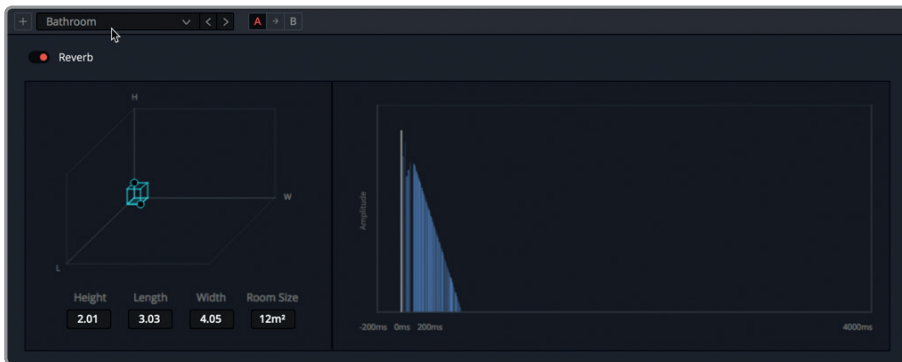 + Bathroom < > A → B
Reverb
H
W
L
Height Length Width Room Size
2.01 3.03 4.05 12m²
Amplitude
-200ms 0ms 200ms 4000ms